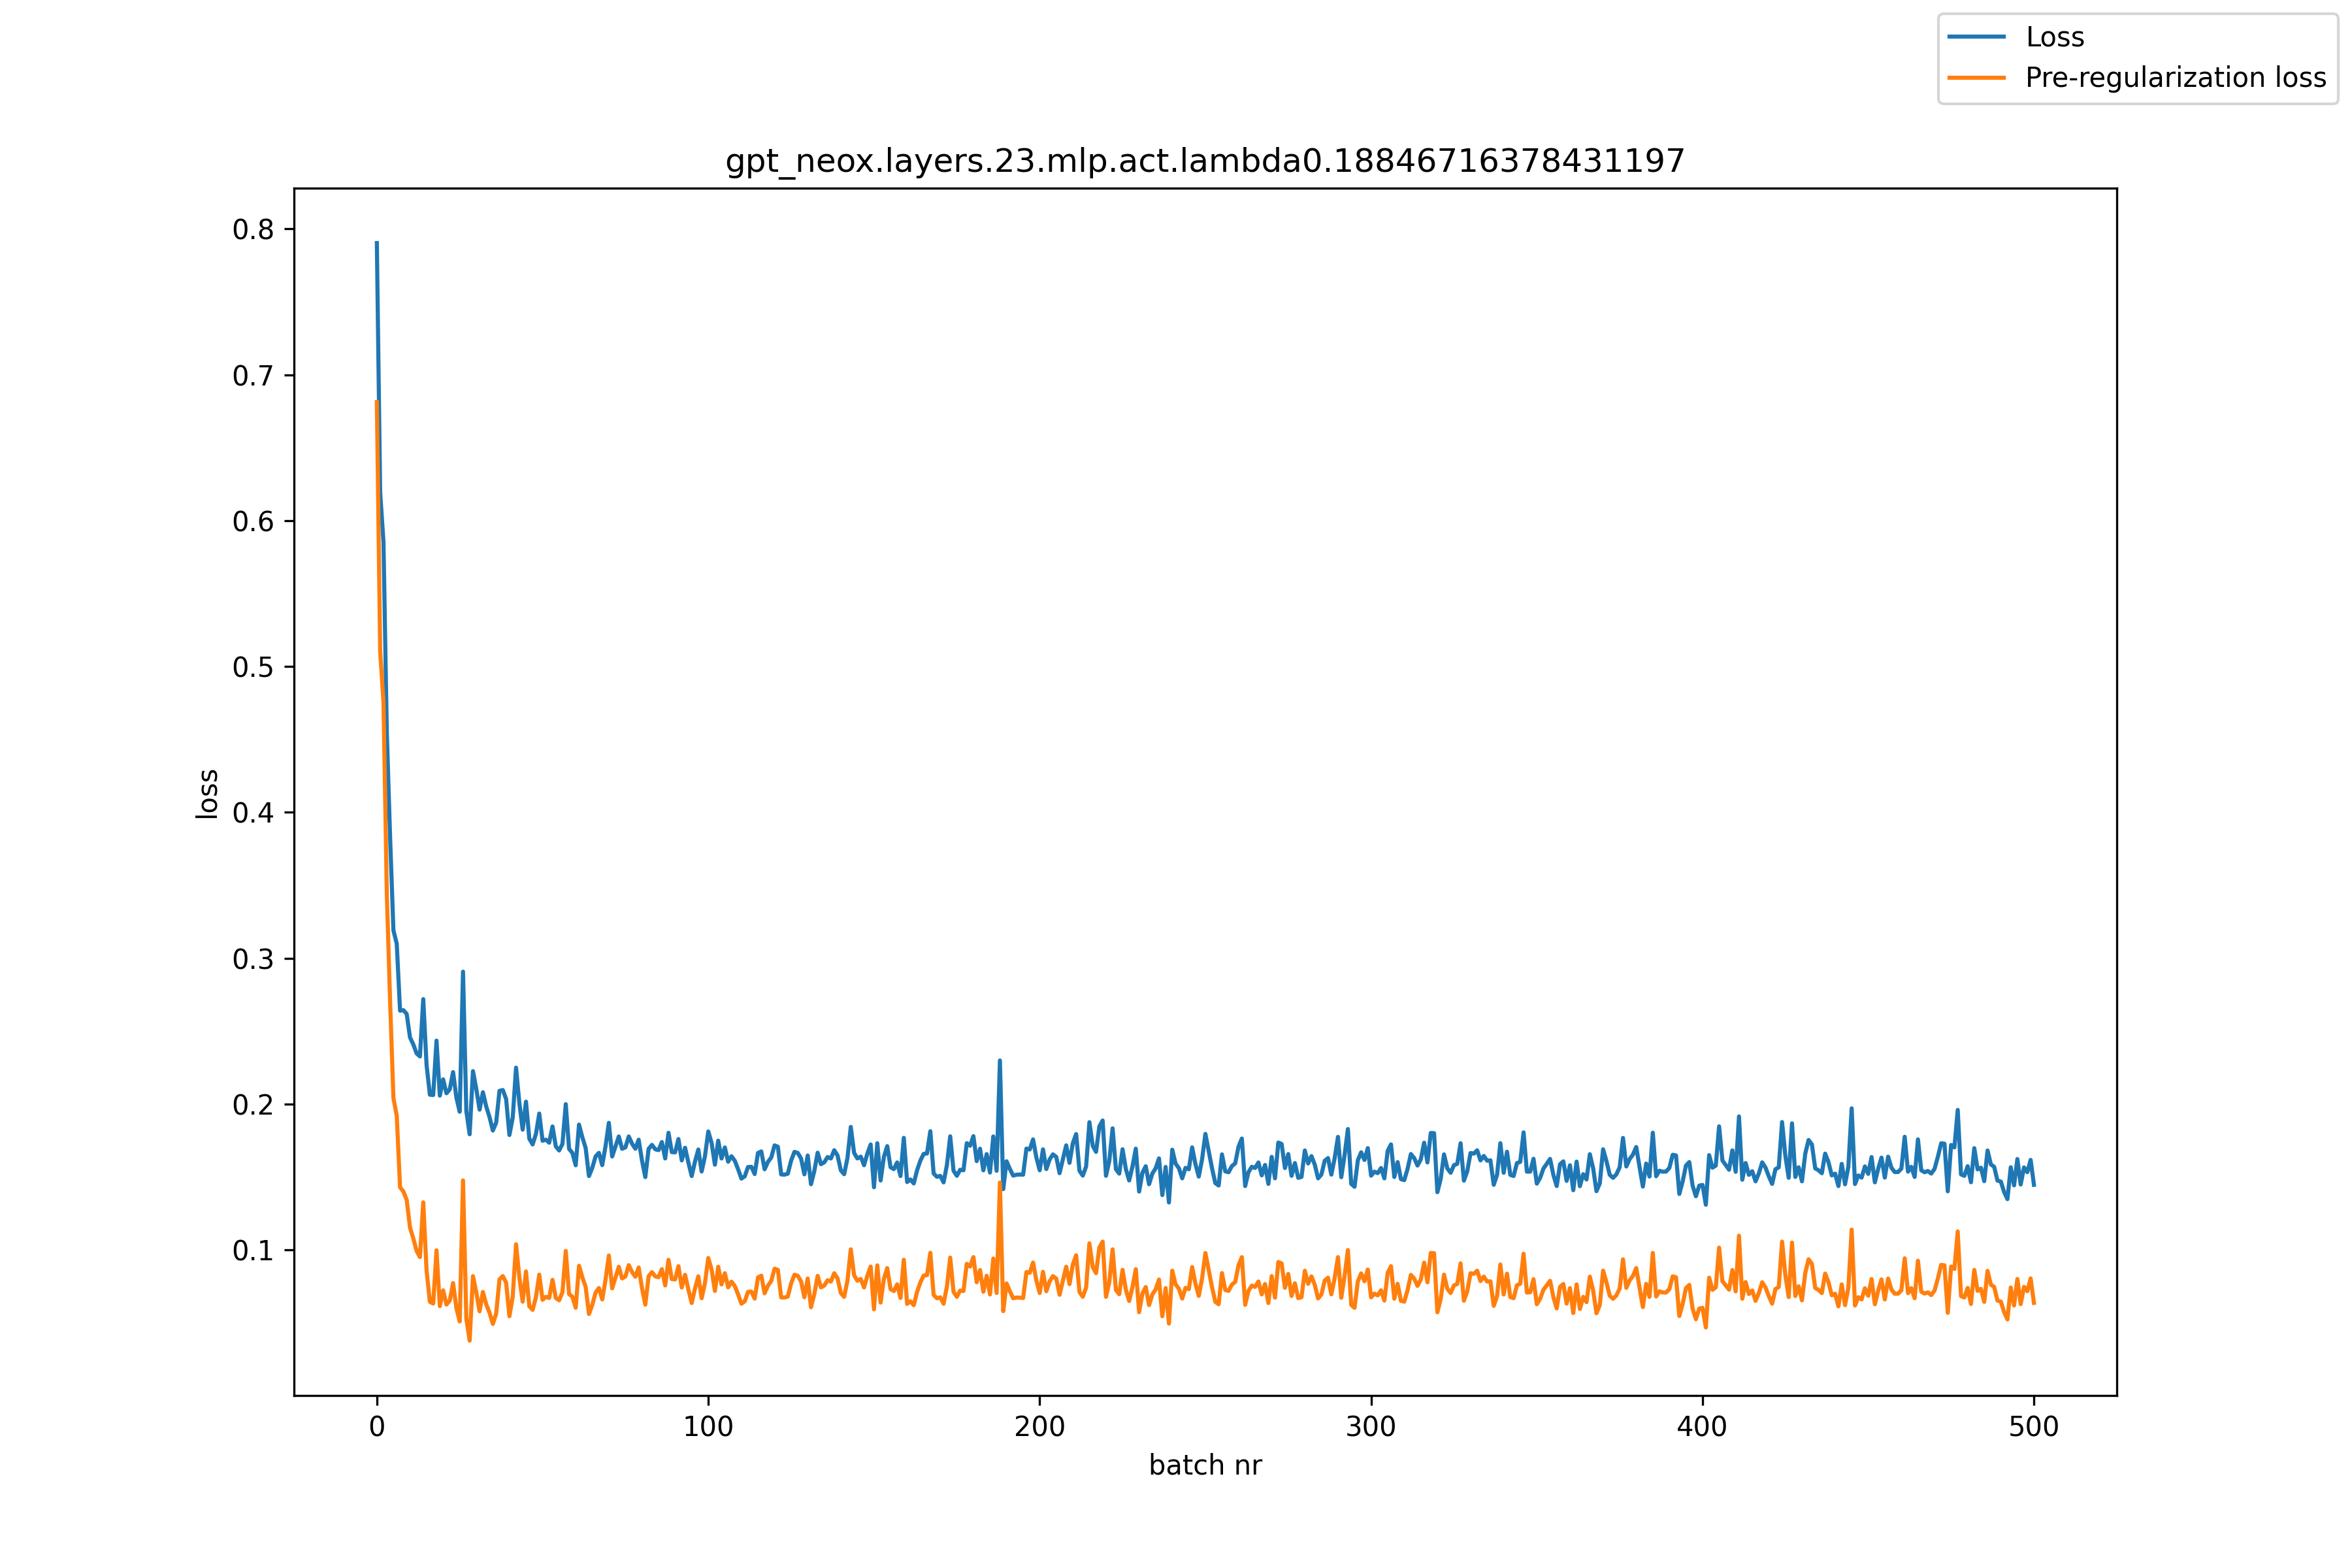 Loss
Pre-regularization loss
gpt_neox.layers.23.mlp.act.lambda0.18846716378431197
0.8
0.7
0.6
0.5
0.4
0.3
0.2
0.1
loss
0 100 200 300 400 500
batch nr